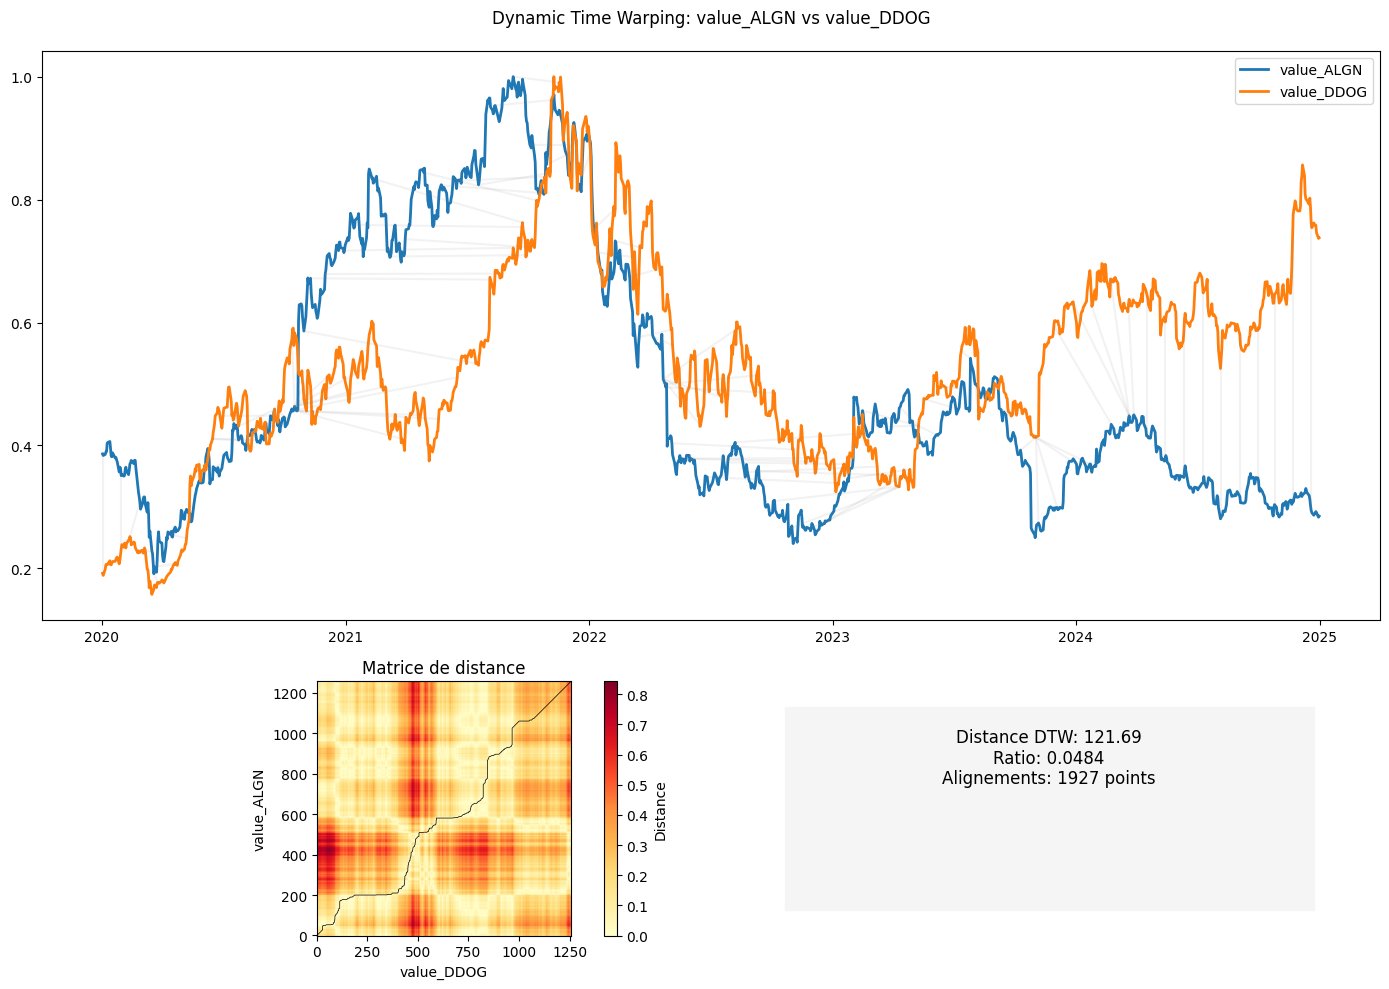 Dynamic Time Warping: value_ALGN vs value_DDOG
value_ALGN
value_DDOG
1.0
0.8
0.6
0.4
0.2
2020 2021 2022 2023 2024 2025
Matrice de distance
value_ALGN
1200
1000
800
600
400
200
0
0 250 500 750 1000 1250
value_DDOG
0.8
0.7
0.6
0.5
0.4
0.3
0.2
0.1
0.0
Distance
Distance DTW: 121.69
Ratio: 0.0484
Alignements: 1927 points